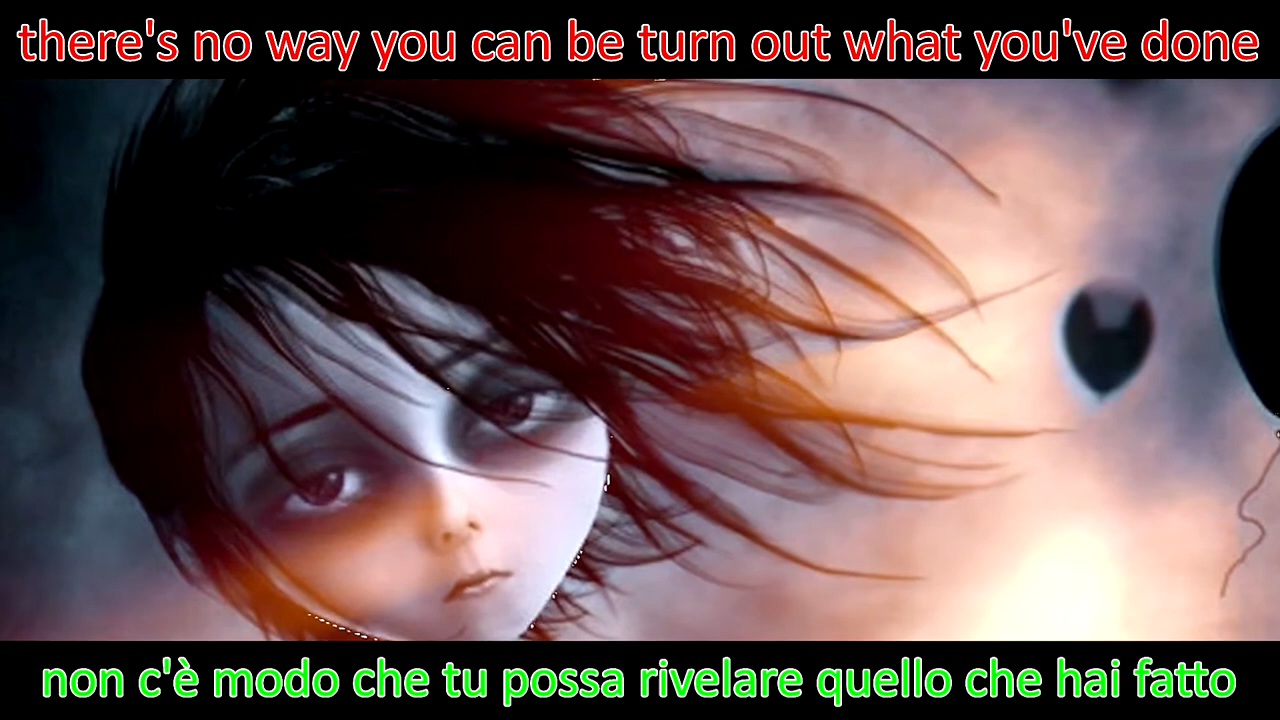 there's no way you can be turn out what you've done
non c'è modo che tu possa rivelare quello che hai fatto